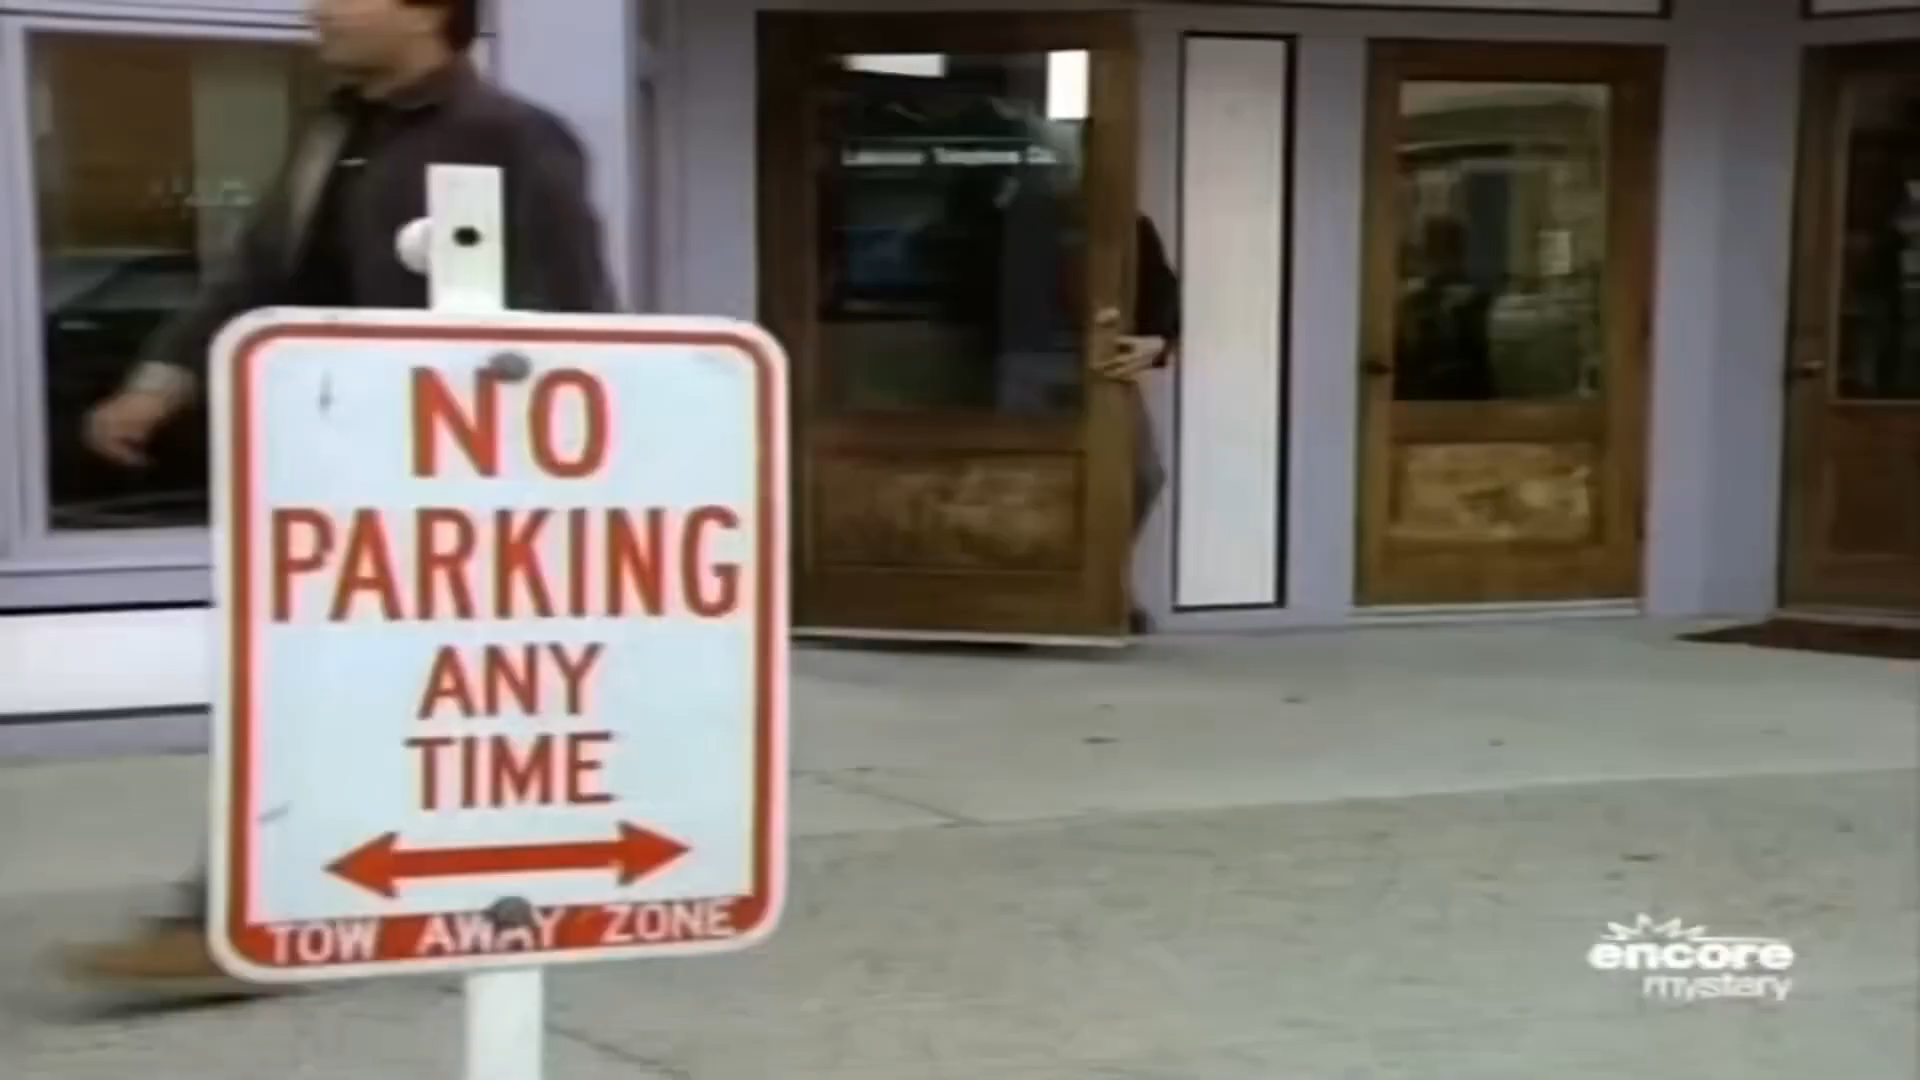 NO
PARKING
ANY
TIME
TOW AWAY ZONE
encore
mystery